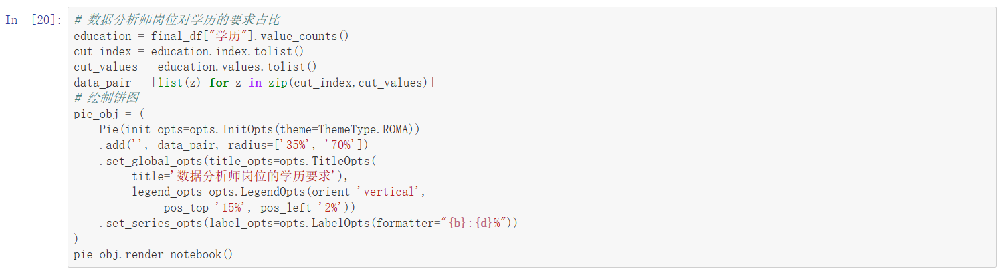 In [20]: # 数据分析师岗位对学历的要求占比
education = final_df["学历"].value_counts()
cut_index = education.index.tolist()
cut_values = education.values.tolist()
data_pair = [list(z) for z in zip(cut_index,cut_values)]
# 绘制饼图
pie_obj = (
    Pie(init_opts=opts.InitOpts(theme=ThemeType.ROMA))
    .add('', data_pair, radius=['35%', '70%'])
    .set_global_opts(title_opts=opts.TitleOpts(
         title='数据分析师岗位的学历要求'),
         legend_opts=opts.LegendOpts(orient='vertical',
              pos_top='15%', pos_left='2%'))
    .set_series_opts(label_opts=opts.LabelOpts(formatter="{b}:{d}%"))
)
pie_obj.render_notebook()